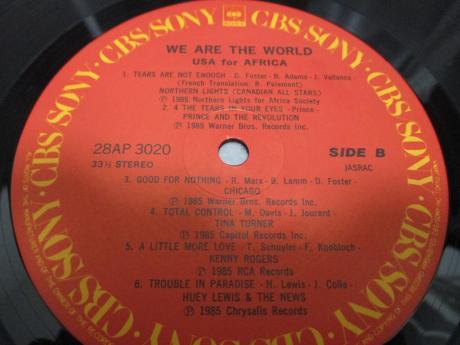 CBS/SONY · CBS/SONY · CBS/SONY · CBS/SONY
WE ARE THE WORLD
USA for AFRICA
1. TEARS ARE NOT ENOUGH - D. Foster - B. Adams - J. Vallance -
(French Translation: R. Paiement)
NORTHERN LIGHTS (CANADIAN ALL STARS)
Ⓟ 1985 Northern Lights for Africa Society
2. 4 THE TEARS IN YOUR EYES - Prince -
PRINCE AND THE REVOLUTION
Ⓟ 1985 Warner Bros. Records Inc.
28AP 3020
33⅓ STEREO
SIDE B
JASRAC
3. GOOD FOR NOTHING - R. Marx - B. Lamm - D. Foster -
CHICAGO
Ⓟ 1985 Warner Bros. Records Inc.
4. TOTAL CONTROL - M. Davis - J. Jourard -
TINA TURNER
Ⓟ 1985 Capitol Records Inc.
5. A LITTLE MORE LOVE - T. Schuyler - F. Knobloch -
KENNY ROGERS
Ⓟ 1985 RCA Records
6. TROUBLE IN PARADISE - H. Lewis - J. Colla -
HUEY LEWIS & THE NEWS
Ⓟ 1985 Chrysalis Records